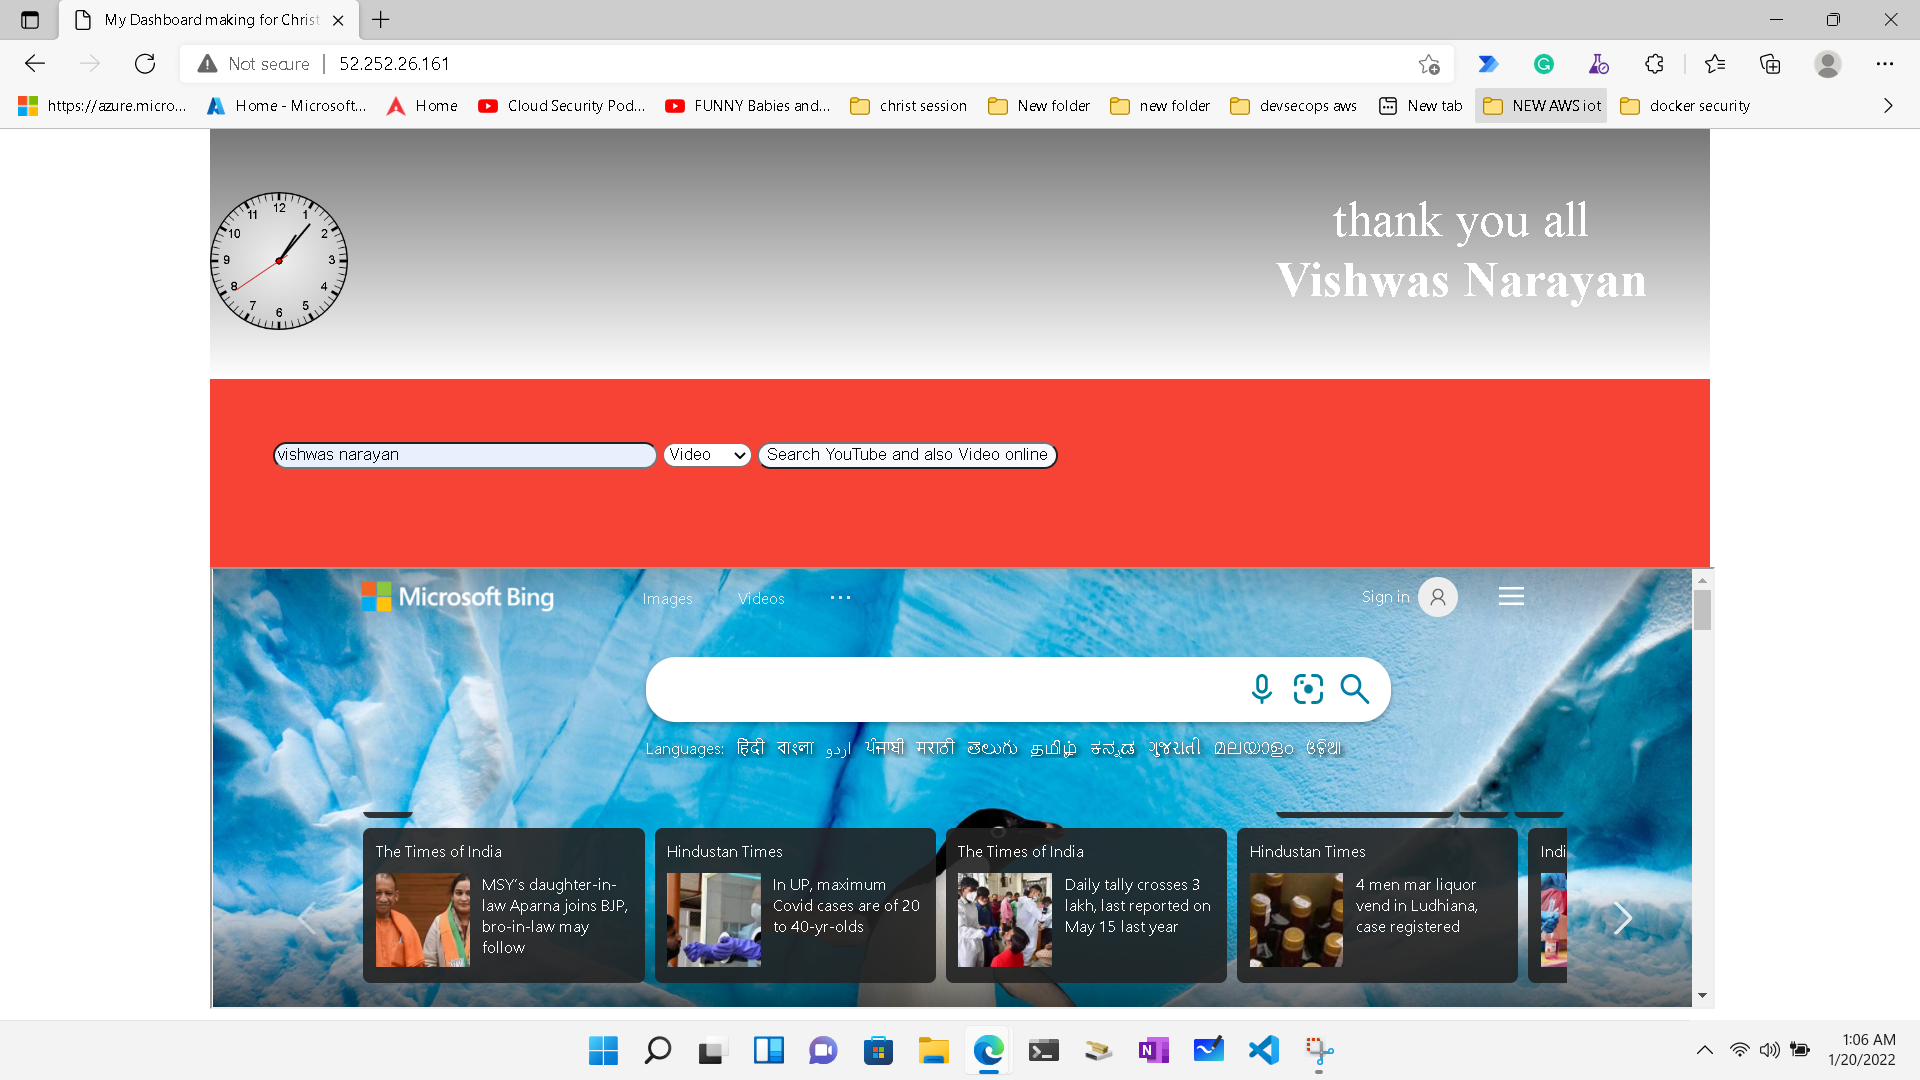 My Dashboard making for Christ
Not secure
52.252.26.161
https://azure.micro...
Home - Microsoft...
Home
Cloud Security Pod...
FUNNY Babies and...
christ session
New folder
new folder
devsecops aws
New tab
NEW AWS iot
docker security
12
1
2
3
4
5
6
7
8
9
10
11
thank you all
Vishwas Narayan
vishwas narayan
Video
Search YouTube and also Video online
Microsoft Bing
Images
Videos
Sign in
Languages: हिंदी বাংলা اردو ਪੰਜਾਬੀ मराठी తెలుగు தமிழ் ಕನ್ನಡ ગુજરાતી മലയാളം ଓଡ଼ିଆ
The Times of India
MSY's daughter-in-
law Aparna joins BJP,
bro-in-law may
follow
Hindustan Times
In UP, maximum
Covid cases are of 20
to 40-yr-olds
The Times of India
Daily tally crosses 3
lakh, last reported on
May 15 last year
Hindustan Times
4 men mar liquor
vend in Ludhiana,
case registered
Indi
1:06 AM
1/20/2022